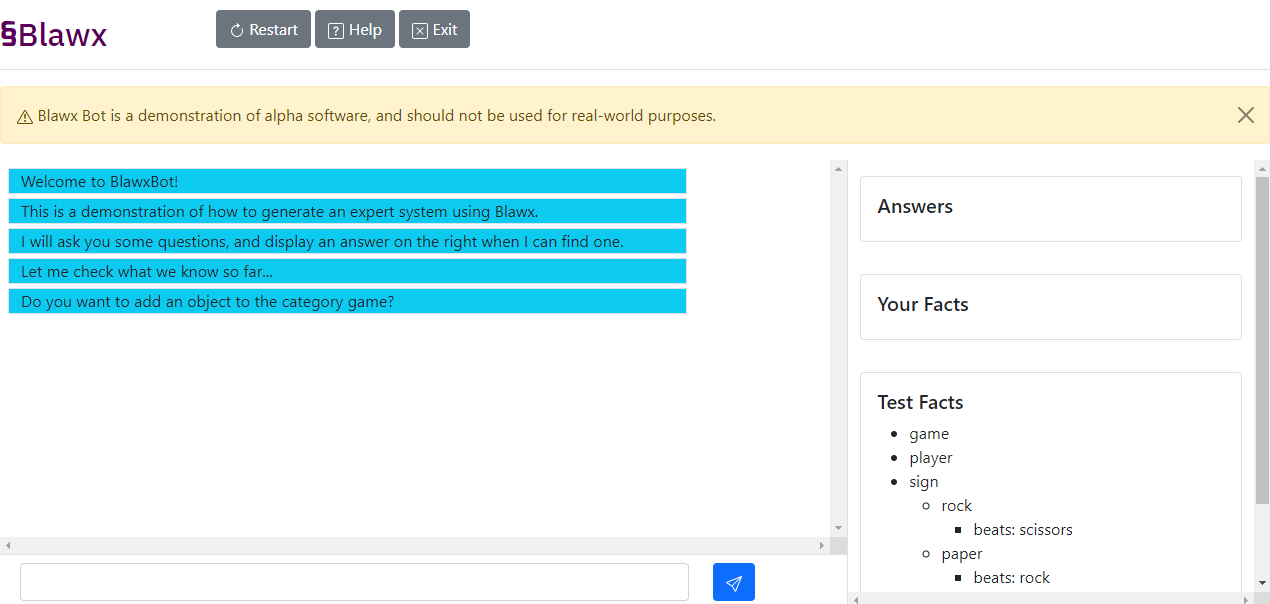 §Blawx
Restart
Help
Exit
Blawx Bot is a demonstration of alpha software, and should not be used for real-world purposes.
Welcome to BlawxBot!
This is a demonstration of how to generate an expert system using Blawx.
I will ask you some questions, and display an answer on the right when I can find one.
Let me check what we know so far...
Do you want to add an object to the category game?
Answers
Your Facts
Test Facts
game
player
sign
rock
beats: scissors
paper
beats: rock